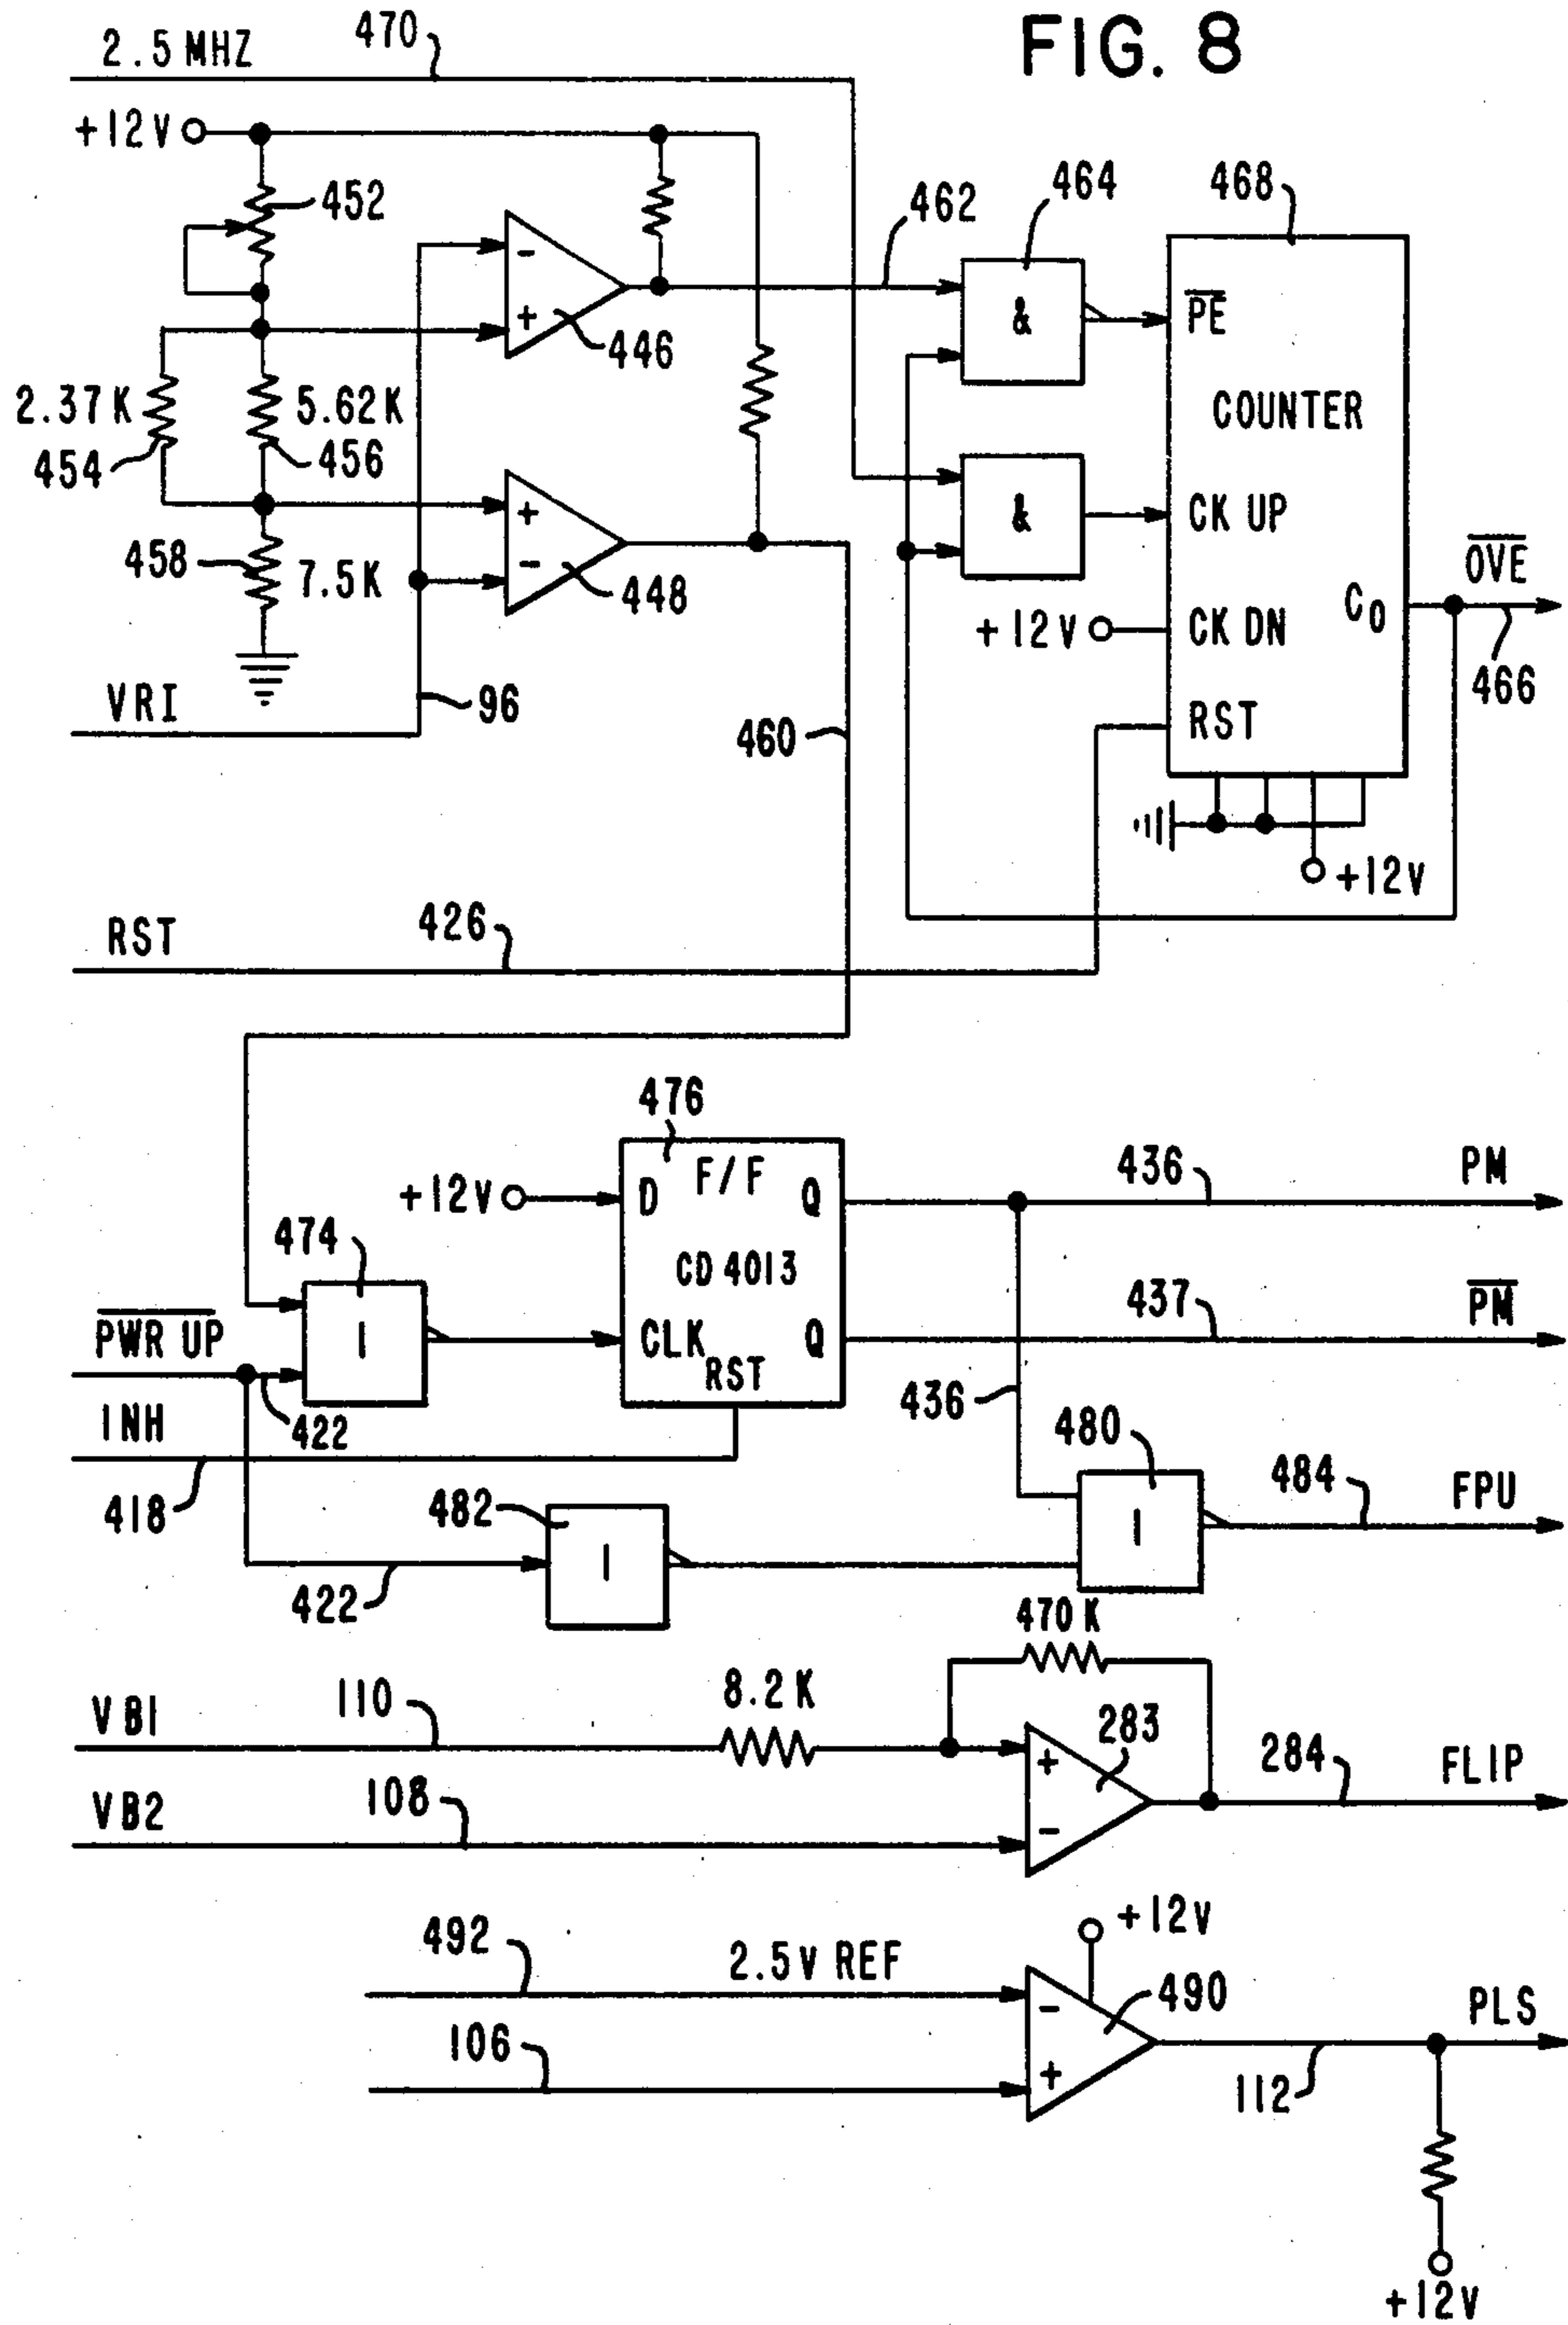 FIG. 8
2.5 MHZ
470
+12V
452
462
464
468
-
+
446
&
PE
COUNTER
2.37K
454
5.62K
456
+
-
448
&
CK UP
458
7.5K
+12V
CK DN
C0
OVE
466
RST
VRI
96
460
+12V
RST
426
476
+12V
D
F/F
Q
436
PM
474
CD 4013
437
PM
PWR UP
I
CLK
Q
RST
422
436
INH
418
480
484
FPU
482
I
I
422
470K
8.2K
VB1
110
+
283
284
FLIP
VB2
108
-
492
2.5V REF
+12V
-
490
PLS
106
+
112
+12V